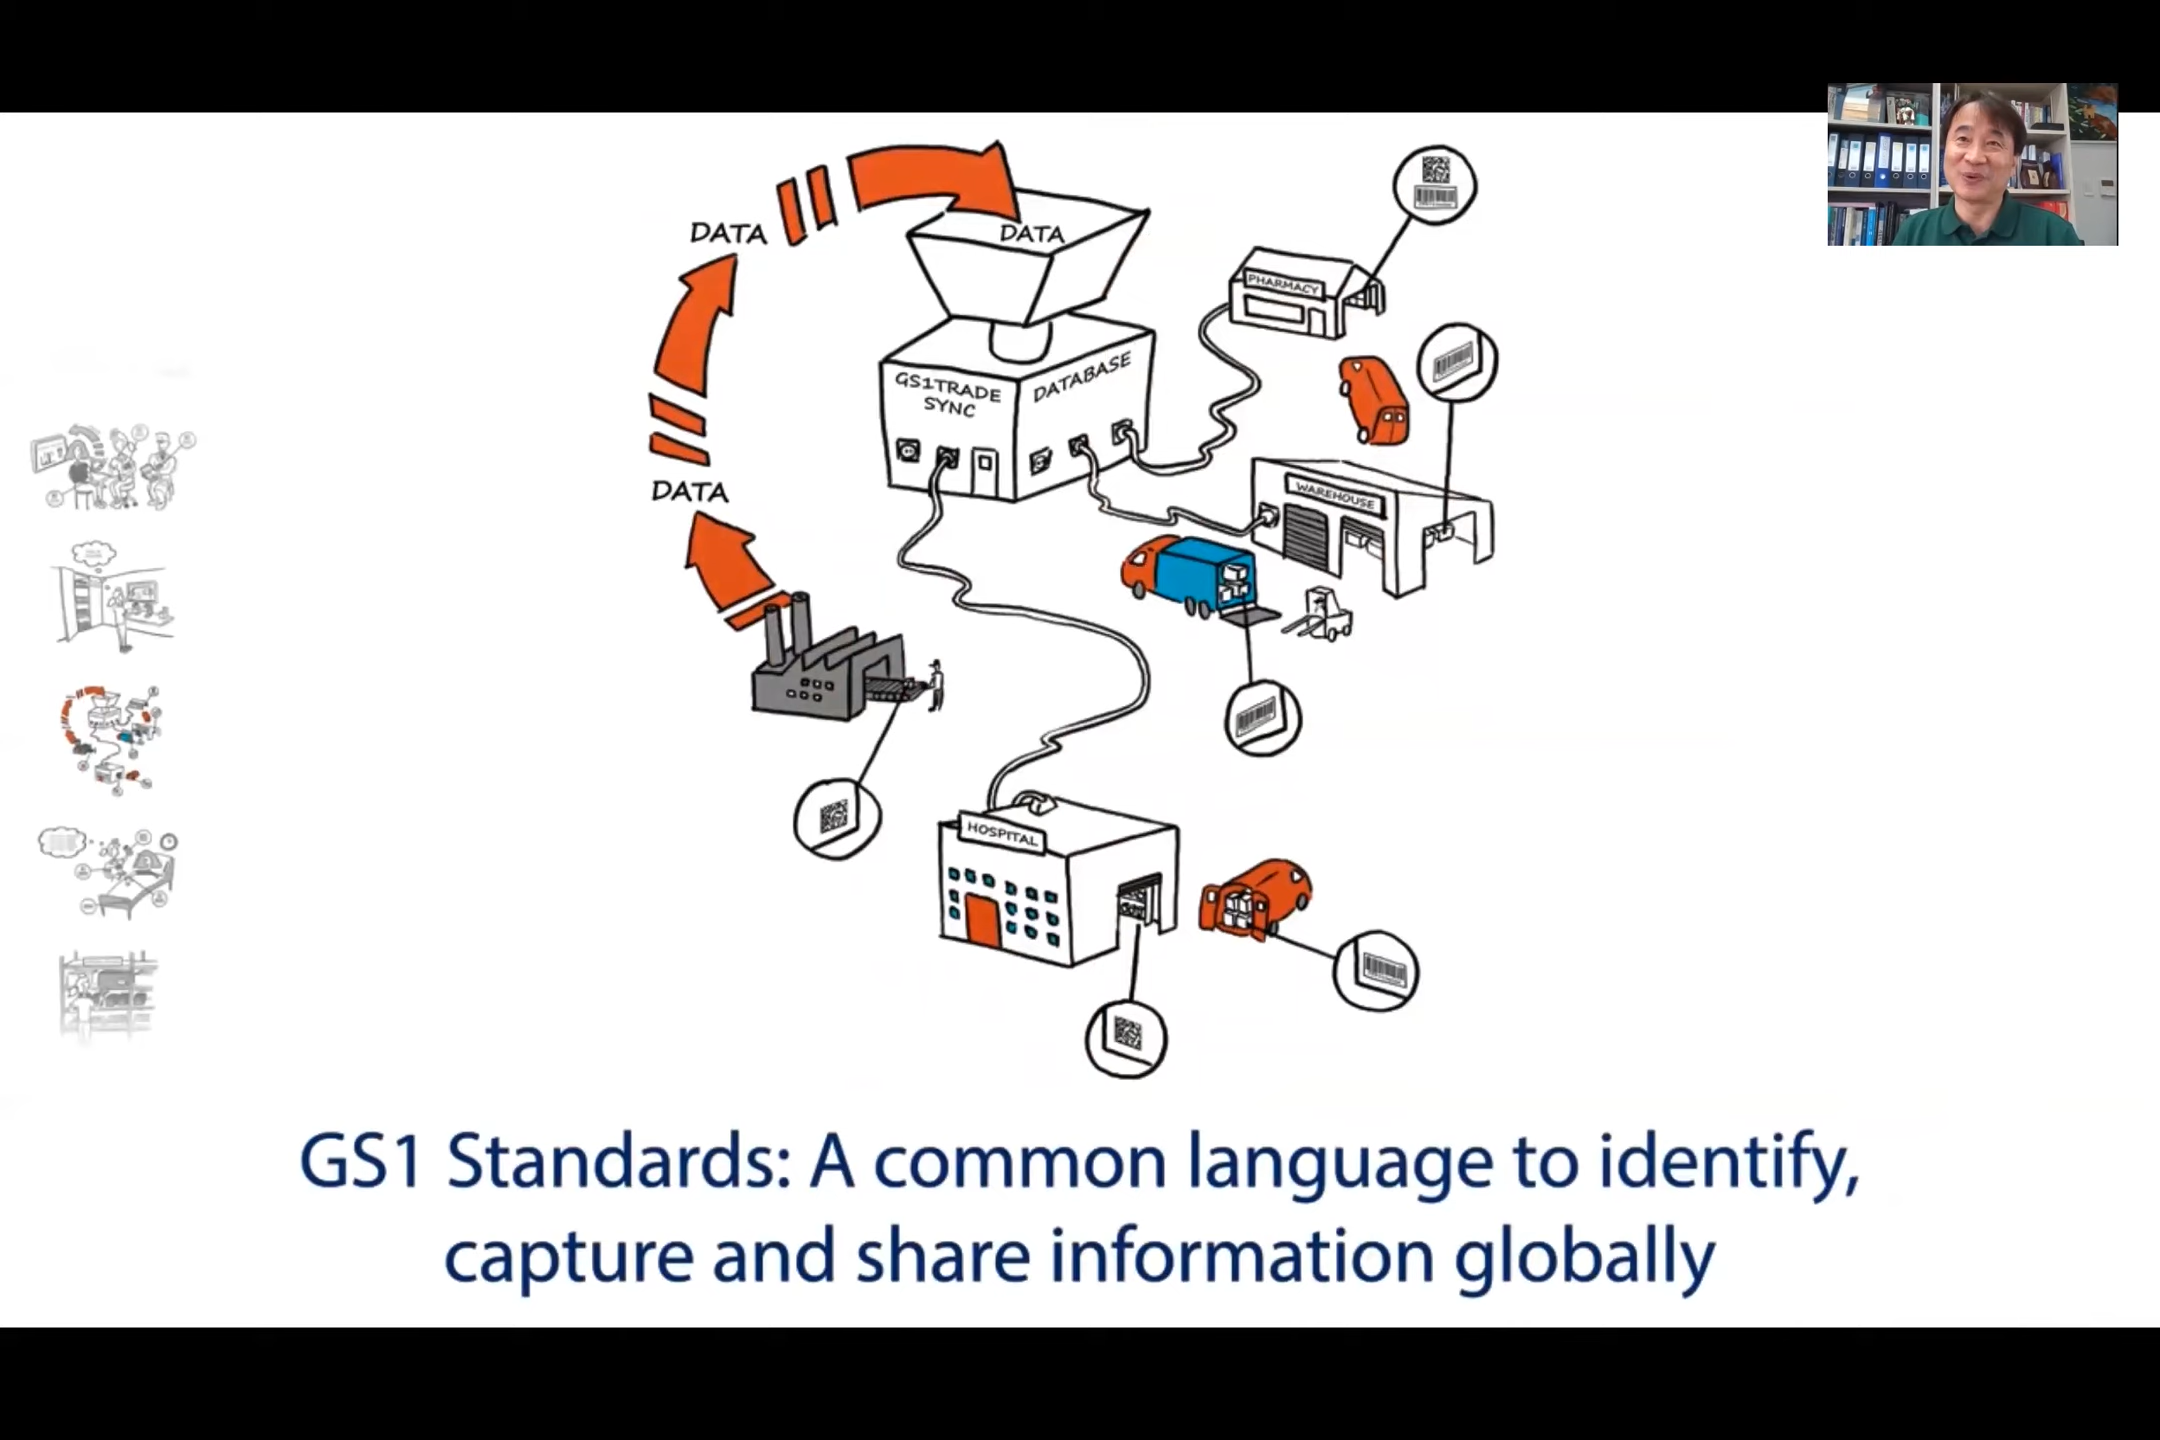 DATA
DATA
DATA
GS1TRADE
SYNC
DATABASE
PHARMACY
WAREHOUSE
HOSPITAL
GS1 Standards: A common language to identify,
capture and share information globally